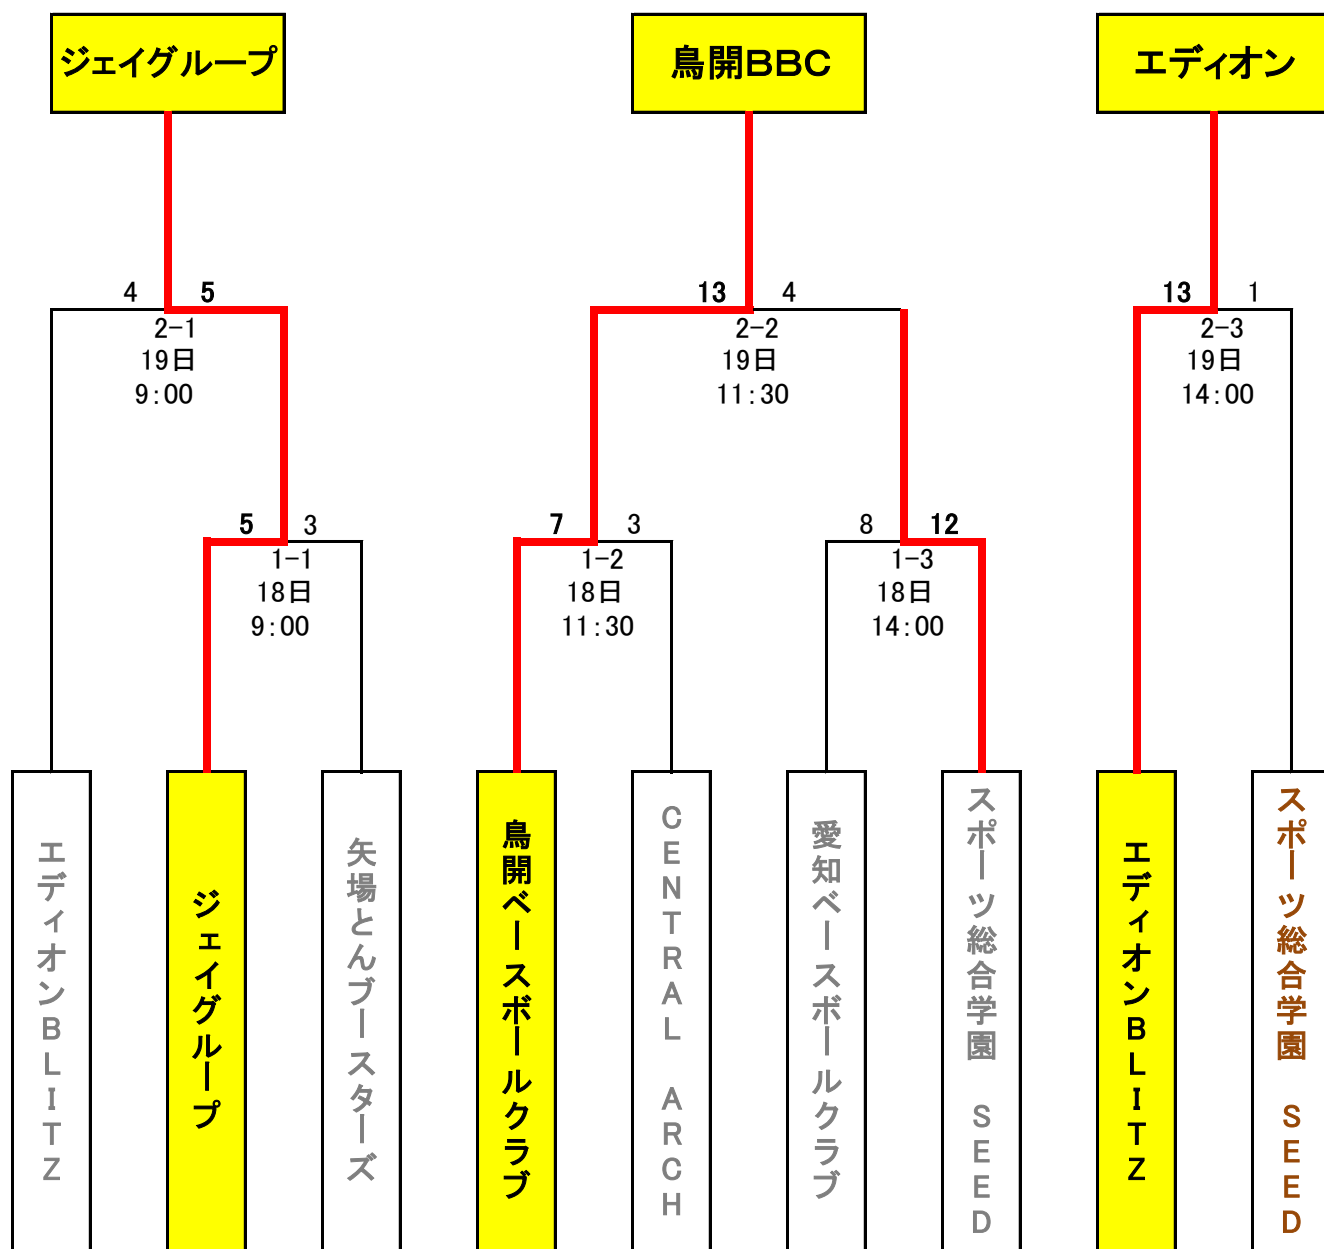 ジェイグループ
鳥開BBC
エディオン
4 5
2-1
19日
9:00
13 4
2-2
19日
11:30
13 1
2-3
19日
14:00
5 3
1-1
18日
9:00
7 3
1-2
18日
11:30
8 12
1-3
18日
14:00
エディオンBLITZ
ジェイグループ
矢場とんブースターズ
鳥開ベースボールクラブ
CENTRAL ARCH
愛知ベースボールクラブ
スポーツ総合学園 SEED
エディオンBLITZ
スポーツ総合学園 SEED